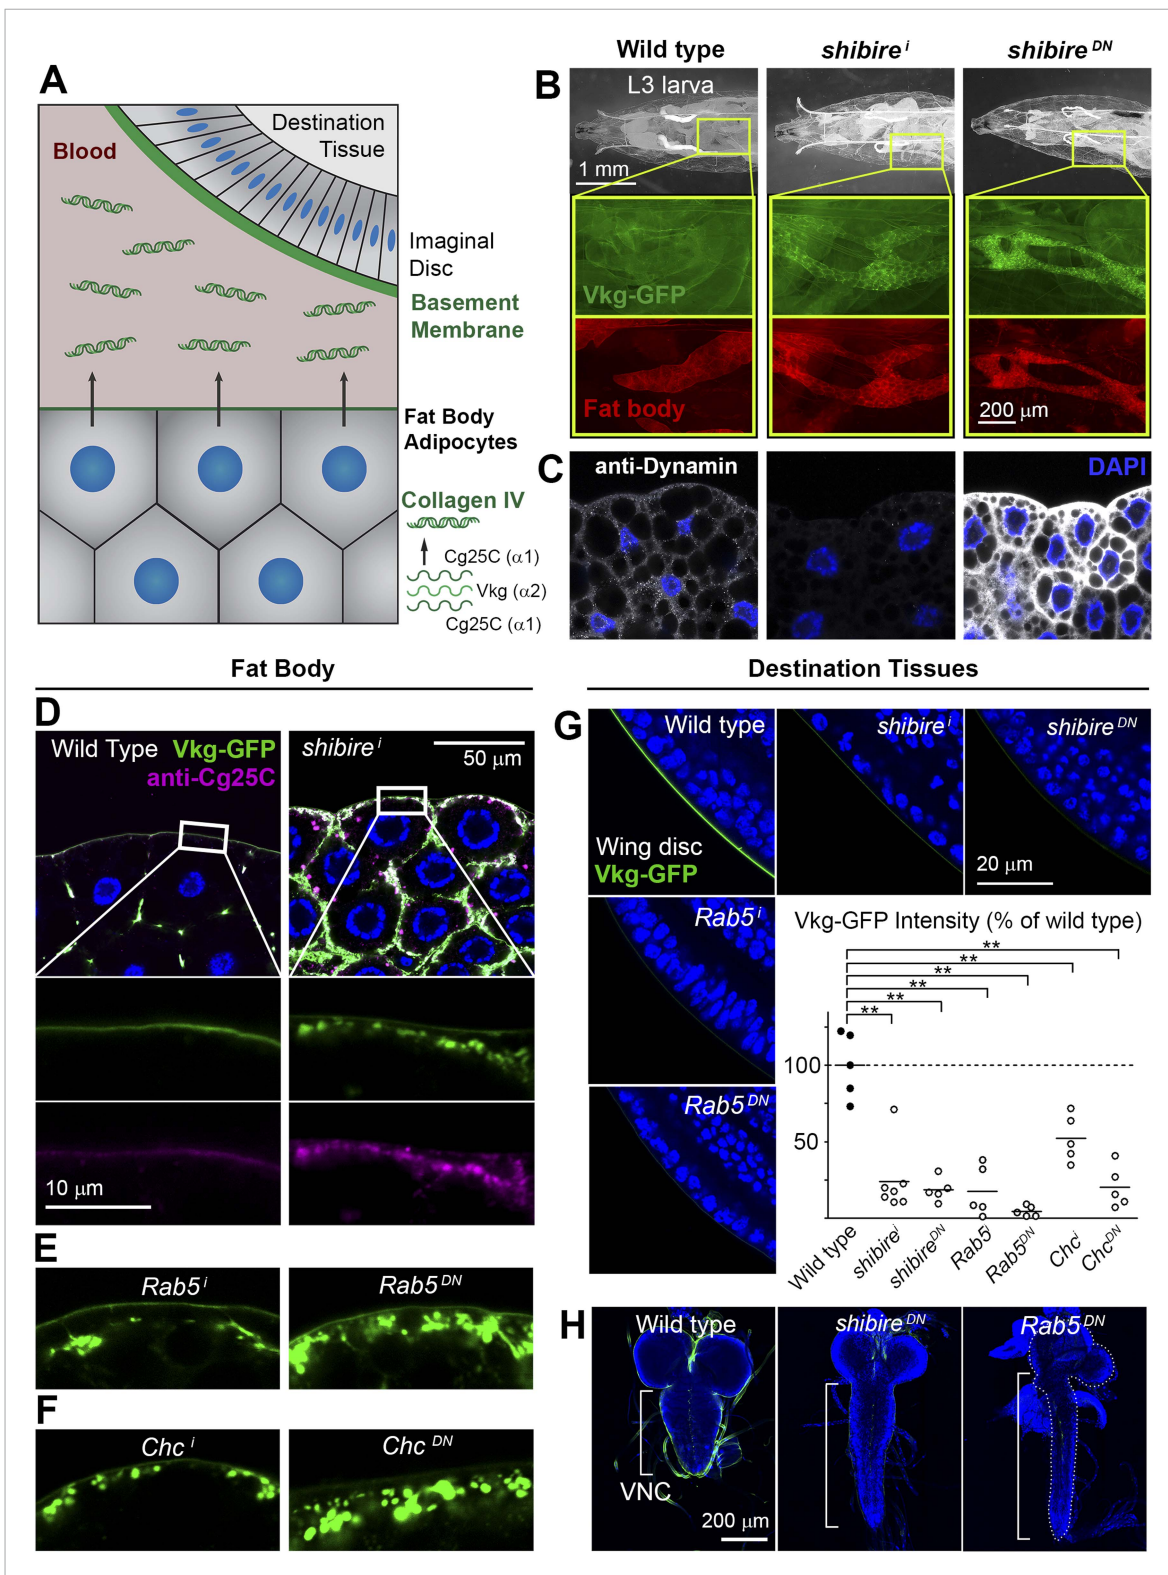 A
Blood
Destination
Tissue
Imaginal
Disc
Basement
Membrane
Fat Body
Adipocytes
Collagen IV
Cg25C (α1)
Vkg (α2)
Cg25C (α1)
Wild type
shibire i
shibire DN
B
L3 larva
1 mm
Vkg-GFP
Fat body
200 μm
C
anti-Dynamin
DAPI
Fat Body
Destination Tissues
D
Wild Type
Vkg-GFP
anti-Cg25C
shibire i
50 μm
10 μm
E
Rab5 i
Rab5 DN
F
Chc i
Chc DN
G
Wild type
shibire i
shibire DN
Wing disc
Vkg-GFP
20 μm
Rab5 i
Rab5 DN
Vkg-GFP Intensity (% of wild type)
**
**
**
**
**
**
100
50
Wild type
shibire i
shibire DN
Rab5 i
Rab5 DN
Chc i
Chc DN
H
Wild type
shibire DN
Rab5 DN
VNC
200 μm